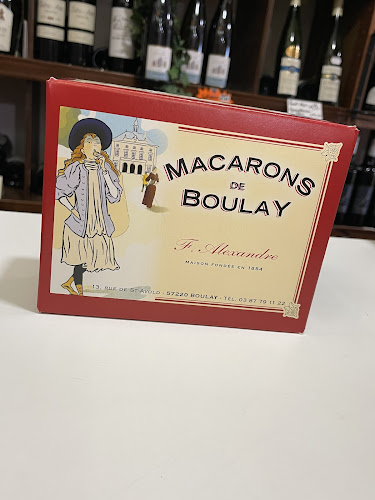 MACARONS
DE
BOULAY
F. Alexandre
MAISON FONDÉE EN 1854
13, RUE DE ST-AVOLD - 57220 BOULAY - TÉL. 03 87 79 11 22